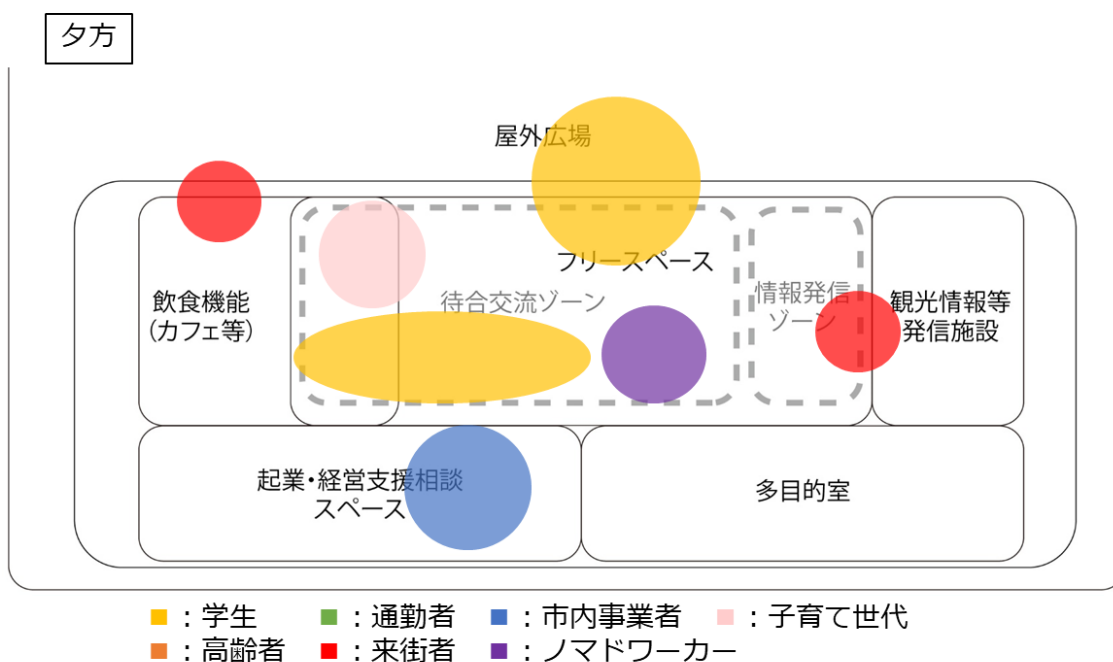 夕方
屋外広場
フリースペース
飲食機能
(カフェ等)
待合交流ゾーン
情報発信
ゾーン
観光情報等
発信施設
起業・経営支援相談
スペース
多目的室
■:学生 ■:通勤者 ■:市内事業者 ■:子育て世代
■:高齢者 ■:来街者 ■:ノマドワーカー